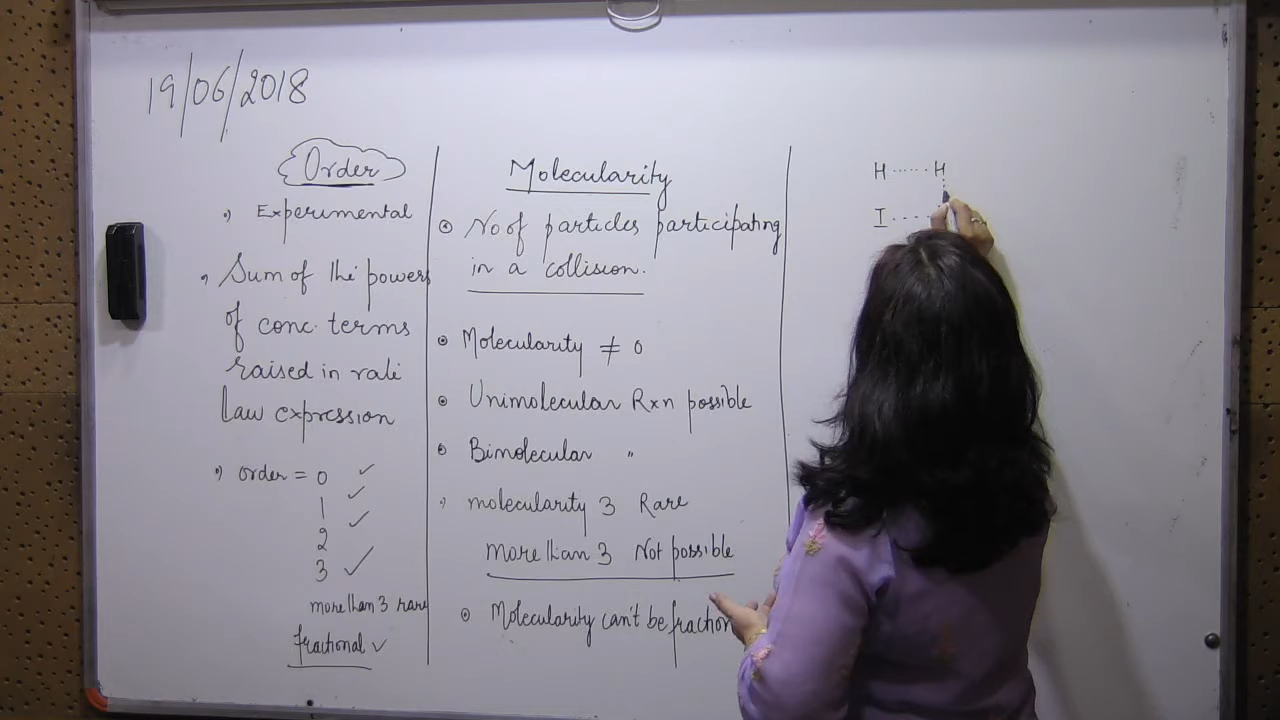 19/06/2018
Order
Experimental
Sum of the powers
of conc. terms
raised in rate
law expression
order = 0 ✓
1 ✓
2 ✓
3 ✓
more than 3 rare
fractional ✓
Molecularity
No of particles participating
in a collision.
Molecularity ≠ 0
Unimolecular Rxn possible
Bimolecular "
molecularity 3 Rare
more than 3 Not possible
Molecularity can't be fraction
H ...... H
I ...